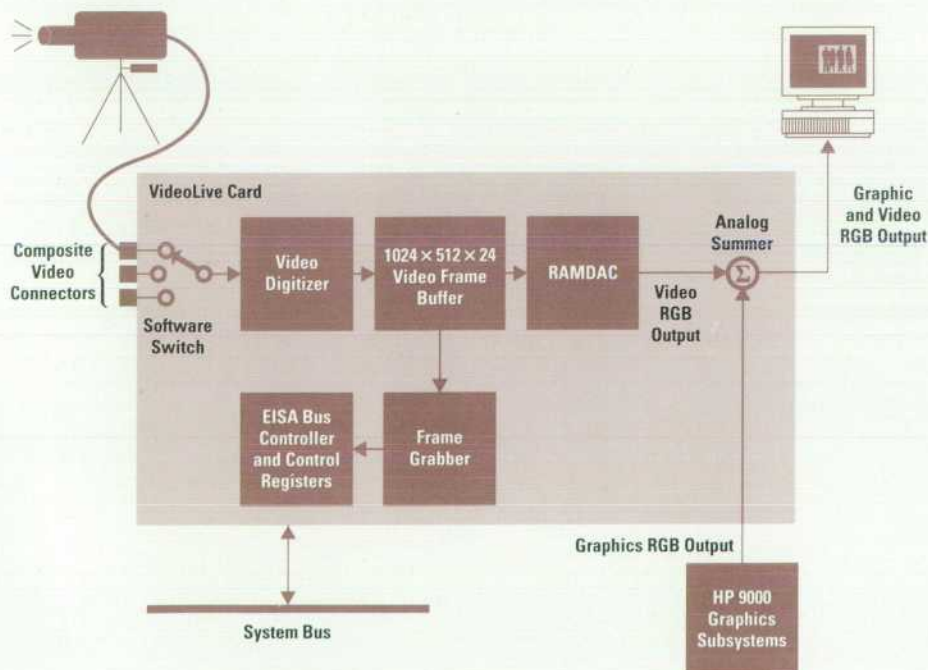 VideoLive Card
Composite
Video
Connectors
Software
Switch
Video
Digitizer
1024 × 512 × 24
Video Frame
Buffer
RAMDAC
Video
RGB
Output
Analog
Summer
Σ
Graphic
and Video
RGB Output
EISA Bus
Controller
and Control
Registers
Frame
Grabber
Graphics RGB Output
HP 9000
Graphics
Subsystems
System Bus